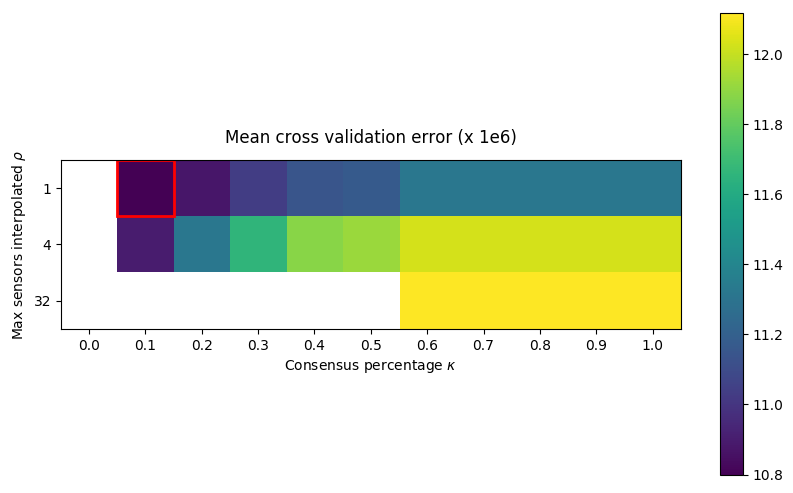 Mean cross validation error (x 1e6)
Max sensors interpolated ρ
1
4
32
0.0 0.1 0.2 0.3 0.4 0.5 0.6 0.7 0.8 0.9 1.0
Consensus percentage κ
12.0
11.8
11.6
11.4
11.2
11.0
10.8